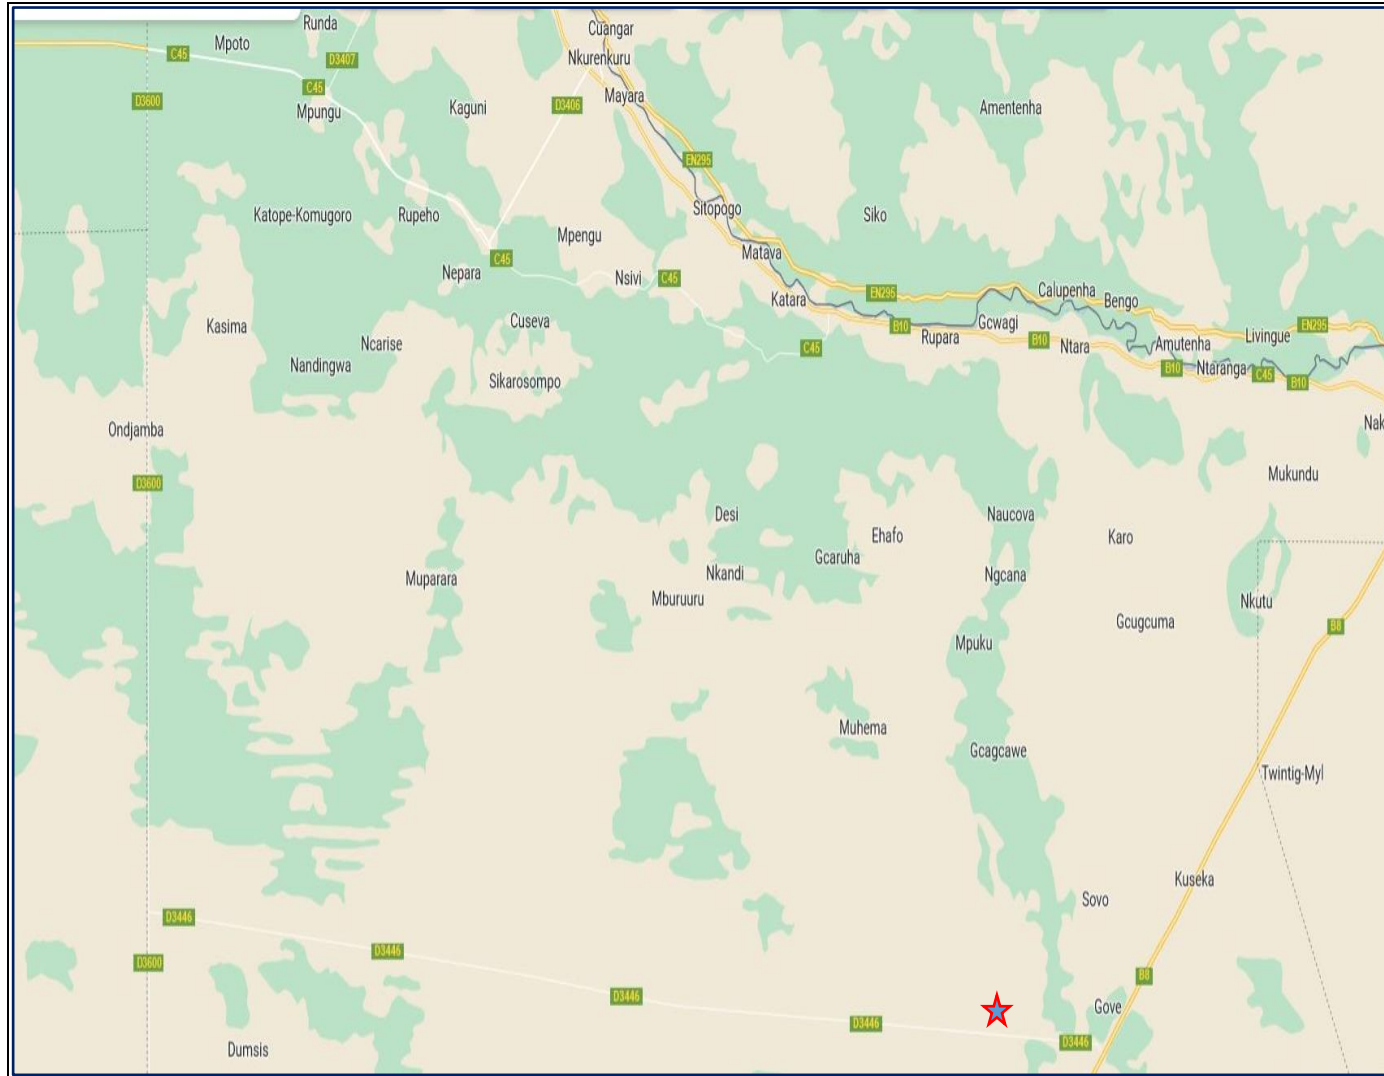 Runda
Cuangar
Mpoto
C45
D3407
Nkurenkuru
C45
D3600
Mayara
D3406
Kaguni
Amentenha
Mpungu
EN295
Sitopogo
Katope-Komugoro
Rupeho
Siko
Mpengu
Matava
C45
Nepara
Nsivi
C45
EN295
Calupenha
Katara
Bengo
Cuseva
Gcwagi
Kasima
B10
EN295
Rupara
B10
Livingue
Ncarise
C45
Ntara
Amutenha
Nandingwa
B10
Ntaranga
C45
B10
Sikarosompo
Ondjamba
Nak
Mukundu
D3600
Desi
Naucova
Ehafo
Karo
Gcaruha
Muparara
Nkandi
Ngcana
Mburuuru
Nkutu
Gcugcuma
B8
Mpuku
Muhema
Gcagcawe
Twintig-Myl
Kuseka
Sovo
D3446
D3446
D3600
B8
D3446
Gove
D3446
D3446
Dumsis